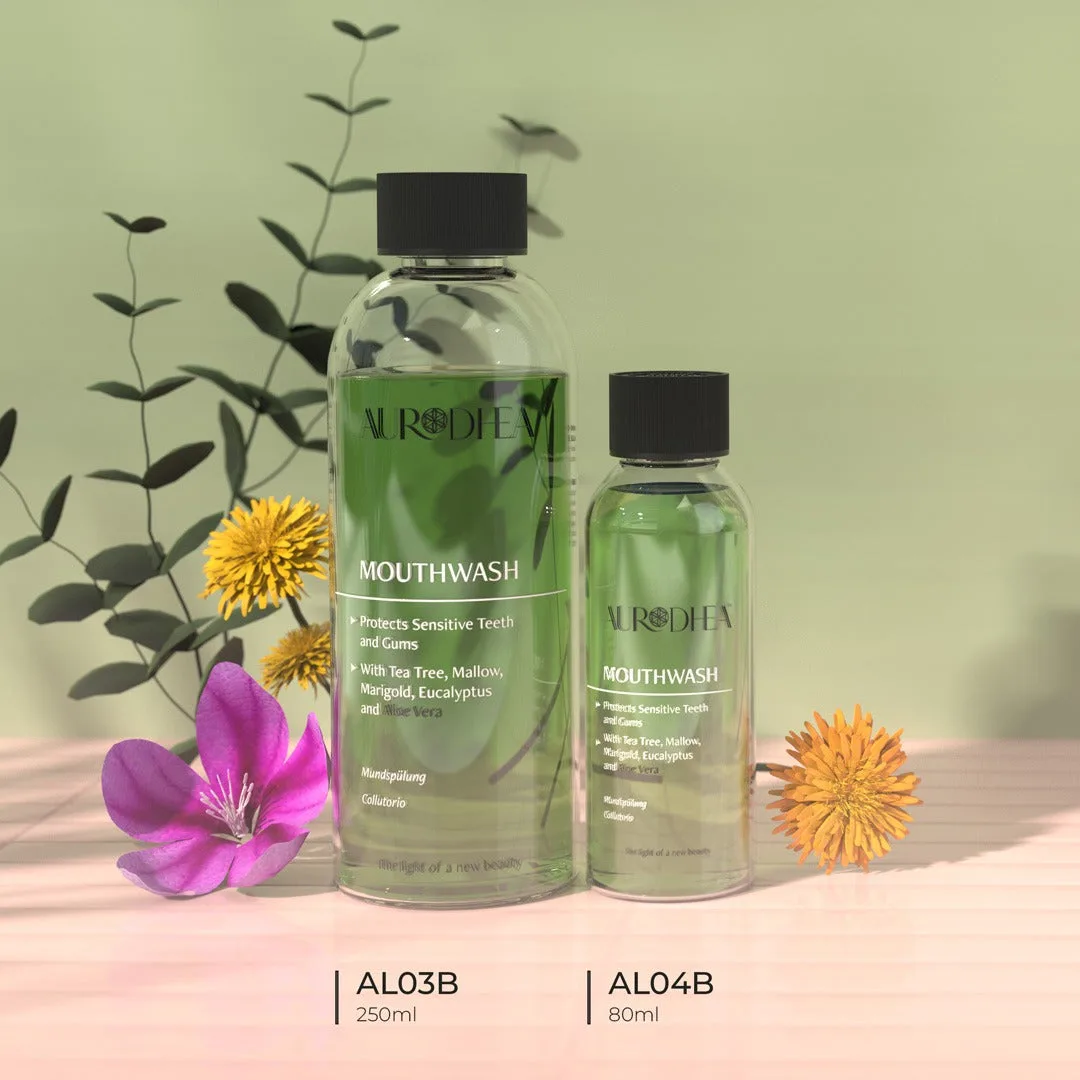 AURODHEA
MOUTHWASH
Protects Sensitive Teeth
and Gums
With Tea Tree, Mallow,
Marigold, Eucalyptus
and Aloe Vera
Mundspülung
Collutorio
The light of a new beauty
AURODHEA
MOUTHWASH
Protects Sensitive Teeth
and Gums
With Tea Tree, Mallow,
Marigold, Eucalyptus
and Aloe Vera
Mundspülung
Collutorio
The light of a new beauty
AL03B
250ml
AL04B
80ml